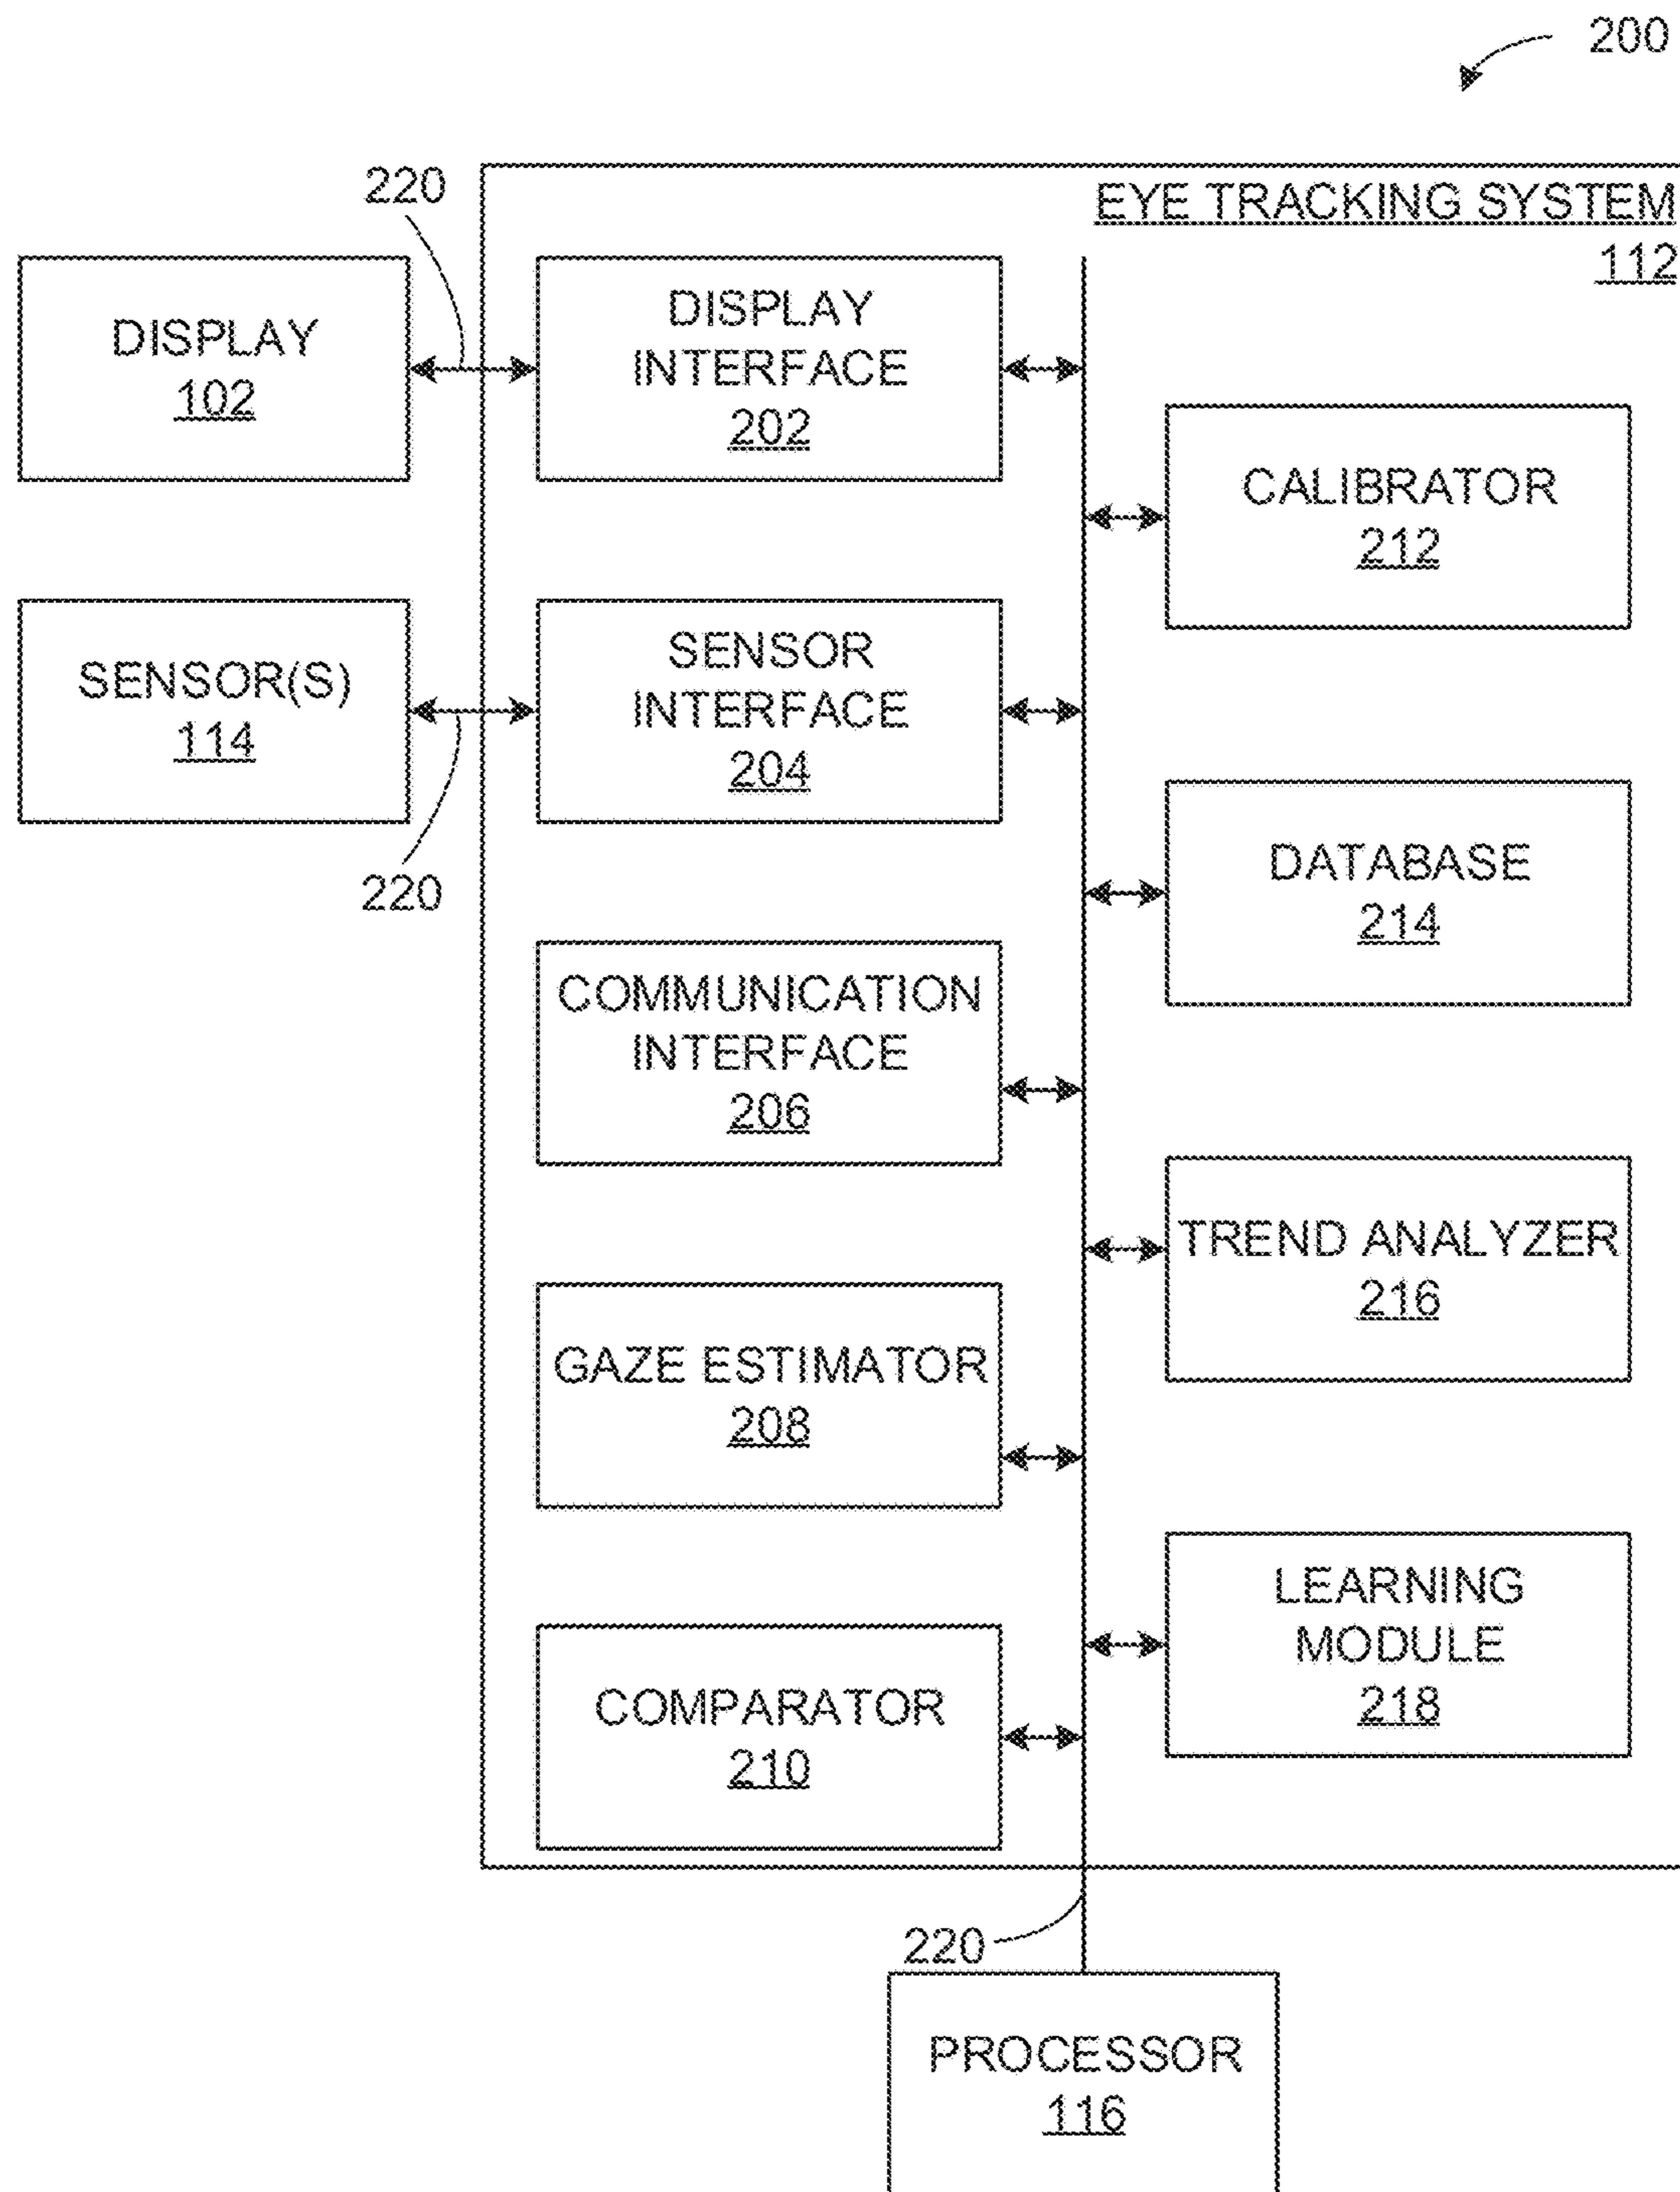 200
220
EYE TRACKING SYSTEM
112
DISPLAY
102
DISPLAY
INTERFACE
202
CALIBRATOR
212
SENSOR(S)
114
SENSOR
INTERFACE
204
220
DATABASE
214
COMMUNICATION
INTERFACE
206
TREND ANALYZER
216
GAZE ESTIMATOR
208
LEARNING
MODULE
218
COMPARATOR
210
220
PROCESSOR
116